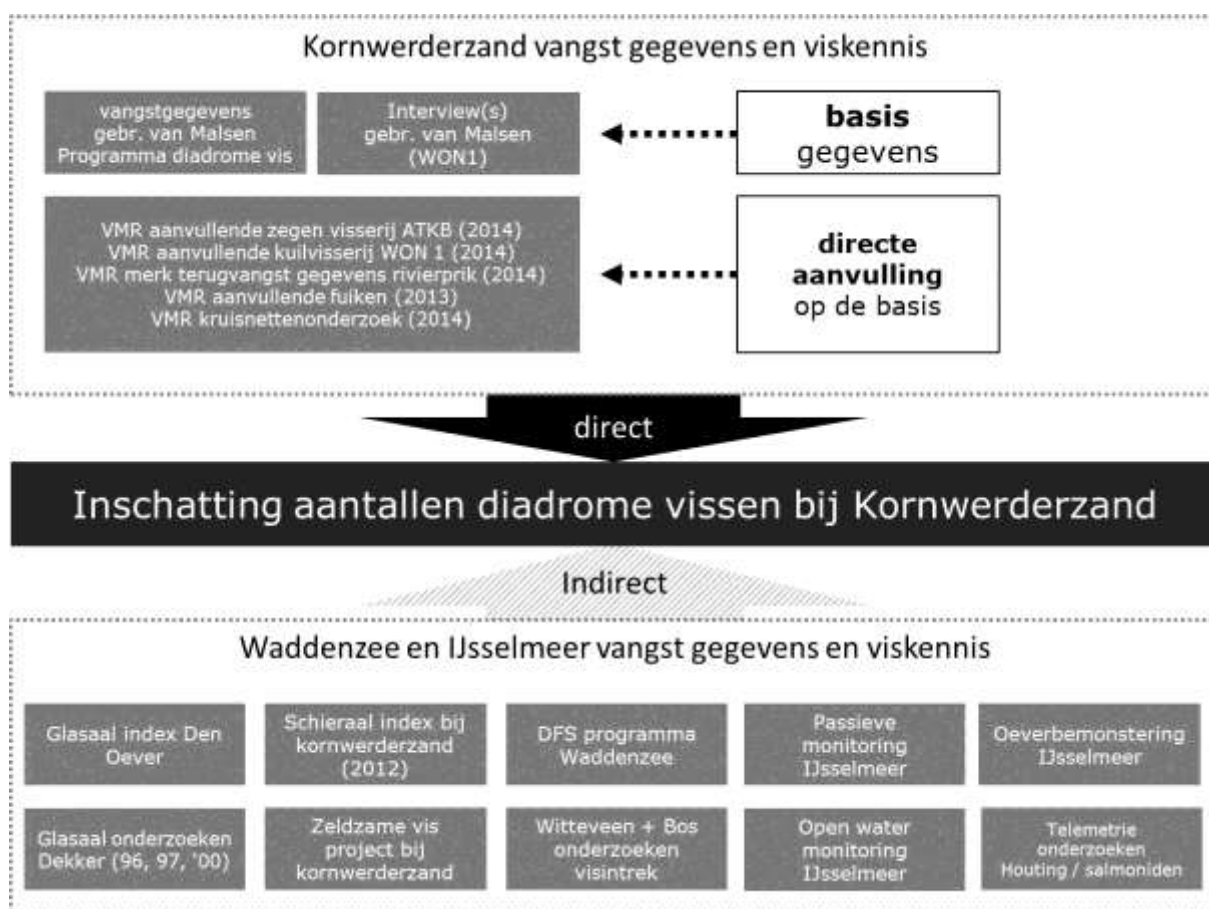 Kornwerderzand vangst gegevens en viskennis
vangstgegevens
gebr. van Malsen
Programma diadrome vis
Interview(s)
gebr. van Malsen
(WON1)
basis
gegevens
VMR aanvullende zegen visserij ATKB (2014)
VMR aanvullende kuilvisserij WON 1 (2014)
VMR merk terugvangst gegevens rivierprik (2014)
VMR aanvullende fuiken (2013)
VMR kruisnettenonderzoek (2014)
directe
aanvulling
op de basis
direct
Inschatting aantallen diadrome vissen bij Kornwerderzand
Indirect
Waddenzee en IJsselmeer vangst gegevens en viskennis
Glasaal index Den
Oever
Schieraal index bij
kornwerderzand
(2012)
DFS programma
Waddenzee
Passieve
monitoring
IJsselmeer
Oeverbemonstering
IJsselmeer
Glasaal onderzoeken
Dekker (96, 97, '00)
Zeldzame vis
project bij
kornwerderzand
Witteveen + Bos
onderzoeken
visintrek
Open water
monitoring
IJsselmeer
Telemetrie
onderzoeken
Houting / salmoniden